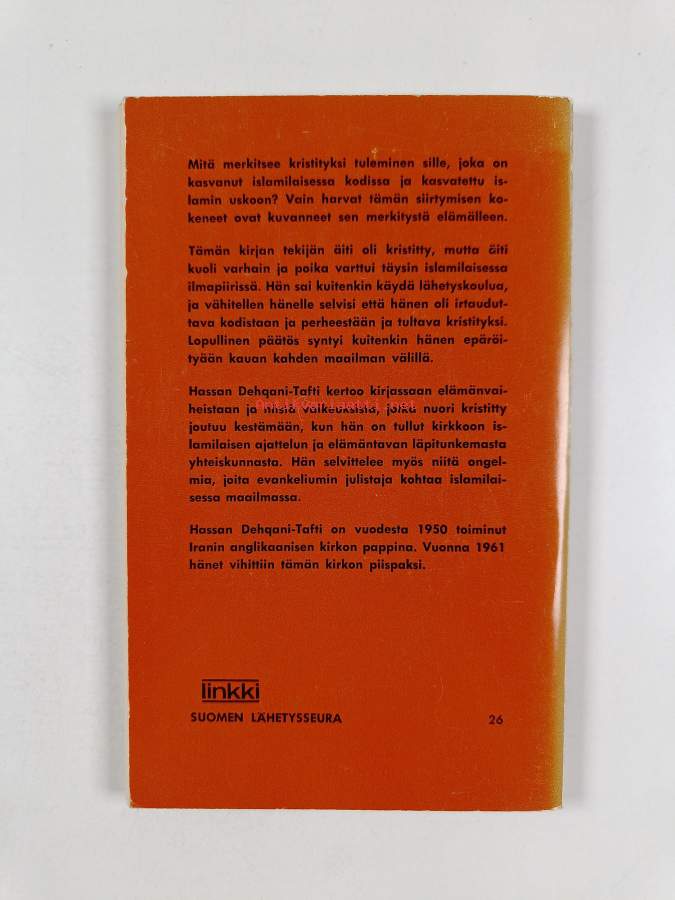 Mitä merkitsee kristityksi tuleminen sille, joka on
kasvanut islamilaisessa kodissa ja kasvatettu is-
lamin uskoon? Vain harvat tämän siirtymisen ko-
keneet ovat kuvanneet sen merkitystä elämälleen.
Tämän kirjan tekijän äiti oli kristitty, mutta äiti
kuoli varhain ja poika varttui täysin islamilaisessa
ilmapiirissä. Hän sai kuitenkin käydä lähetyskoulua,
ja vähitellen hänelle selvisi että hänen oli irtaudut-
tava kodistaan ja perheestään ja tultava kristityksi.
Lopullinen päätös syntyi kuitenkin hänen epäröi-
tyään kauan kahden maailman välillä.
Hassan Dehqani-Tafti kertoo kirjassaan elämänvai-
heistaan ja niistä vaikeuksista, joita nuori kristitty
joutuu kestämään, kun hän on tullut kirkkoon is-
lamilaisen ajattelun ja elämäntavan läpitunkemasta
yhteiskunnasta. Hän selvittelee myös niitä ongel-
mia, joita evankeliumin julistaja kohtaa islamilai-
sessa maailmassa.
Hassan Dehqani-Tafti on vuodesta 1950 toiminut
Iranin anglikaanisen kirkon pappina. Vuonna 1961
hänet vihittiin tämän kirkon piispaksi.
linkki
SUOMEN LÄHETYSSEURA 26